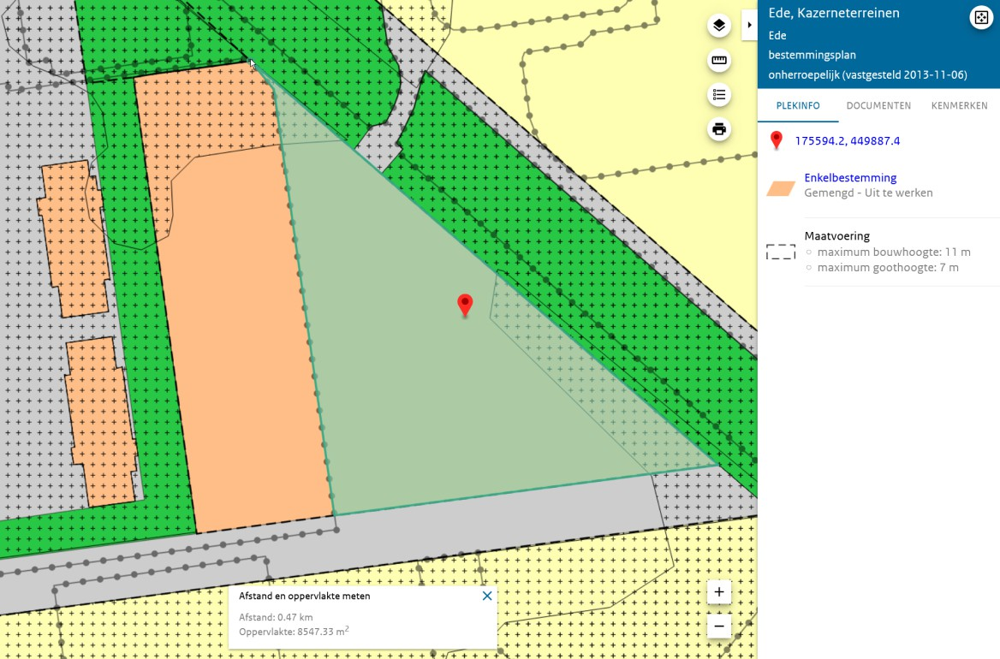 Ede, Kazerneterreinen
Ede
bestemmingsplan
onherroepelijk (vastgesteld 2013-11-06)
PLEKINFO DOCUMENTEN KENMERKEN
175594.2, 449887.4
Enkelbestemming
Gemengd - Uit te werken
Maatvoering
maximum bouwhoogte: 11 m
maximum goothoogte: 7 m
Afstand en oppervlakte meten
Afstand: 0.47 km
Oppervlakte: 8547.33 m²